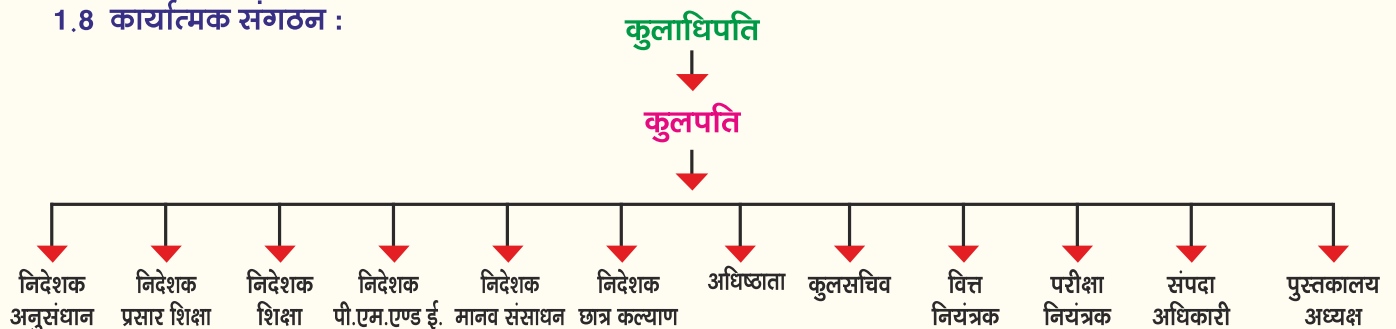 1.8 कार्यात्मक संगठन :
कुलाधिपति
कुलपति
निदेशक
अनुसंधान
निदेशक
प्रसार शिक्षा
निदेशक
शिक्षा
निदेशक
पी.एम.एण्ड ई.
निदेशक
मानव संसाधन
निदेशक
छात्र कल्याण
अधिष्ठाता
कुलसचिव
वित्त
नियंत्रक
परीक्षा
नियंत्रक
संपदा
अधिकारी
पुस्तकालय
अध्यक्ष